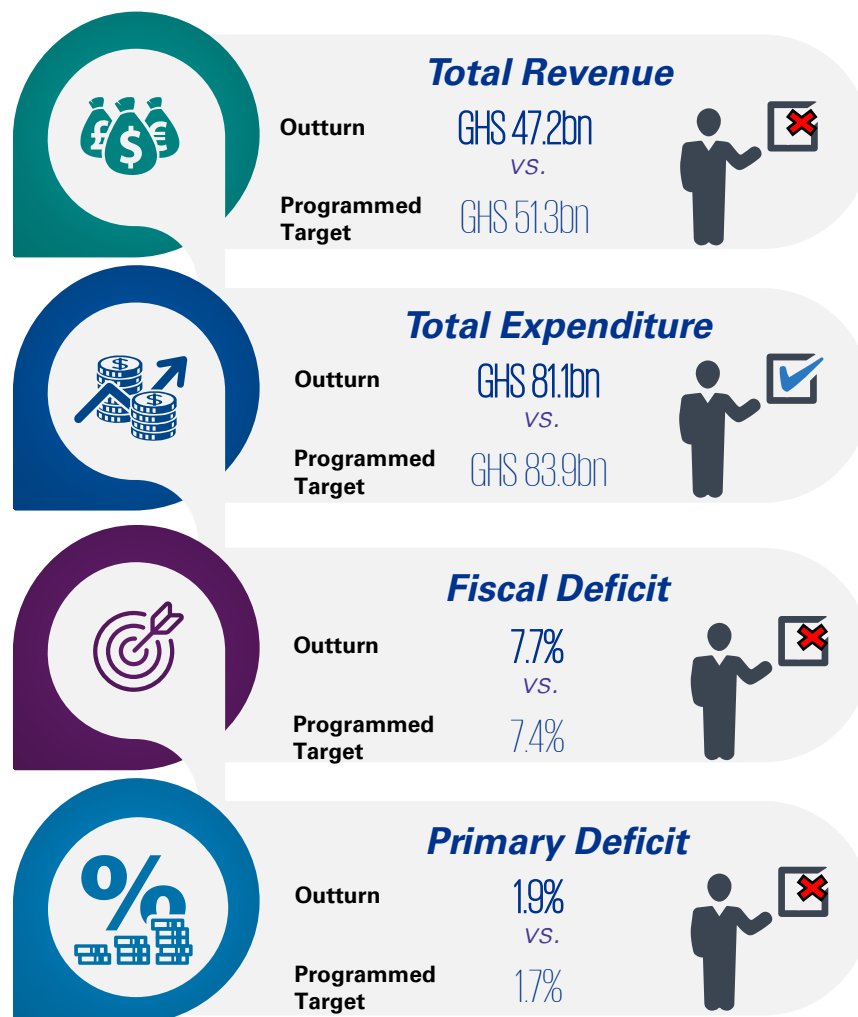 Total Revenue
Outturn GHS 47.2bn
vs.
Programmed
Target GHS 51.3bn
£ $ €
Total Expenditure
Outturn GHS 81.1bn
vs.
Programmed
Target GHS 83.9bn
$
$
Fiscal Deficit
Outturn 7.7%
vs.
Programmed
Target 7.4%
Primary Deficit
%
Outturn 1.9%
vs.
Programmed
Target 1.7%